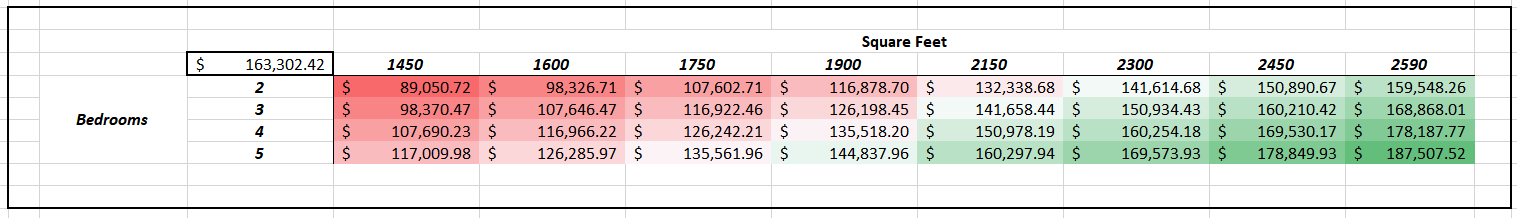 Square Feet
$ 163,302.42 1450 1600 1750 1900 2150 2300 2450 2590
2 $ 89,050.72 $ 98,326.71 $ 107,602.71 $ 116,878.70 $ 132,338.68 $ 141,614.68 $ 150,890.67 $ 159,548.26
3 $ 98,370.47 $ 107,646.47 $ 116,922.46 $ 126,198.45 $ 141,658.44 $ 150,934.43 $ 160,210.42 $ 168,868.01
Bedrooms
4 $ 107,690.23 $ 116,966.22 $ 126,242.21 $ 135,518.20 $ 150,978.19 $ 160,254.18 $ 169,530.17 $ 178,187.77
5 $ 117,009.98 $ 126,285.97 $ 135,561.96 $ 144,837.96 $ 160,297.94 $ 169,573.93 $ 178,849.93 $ 187,507.52